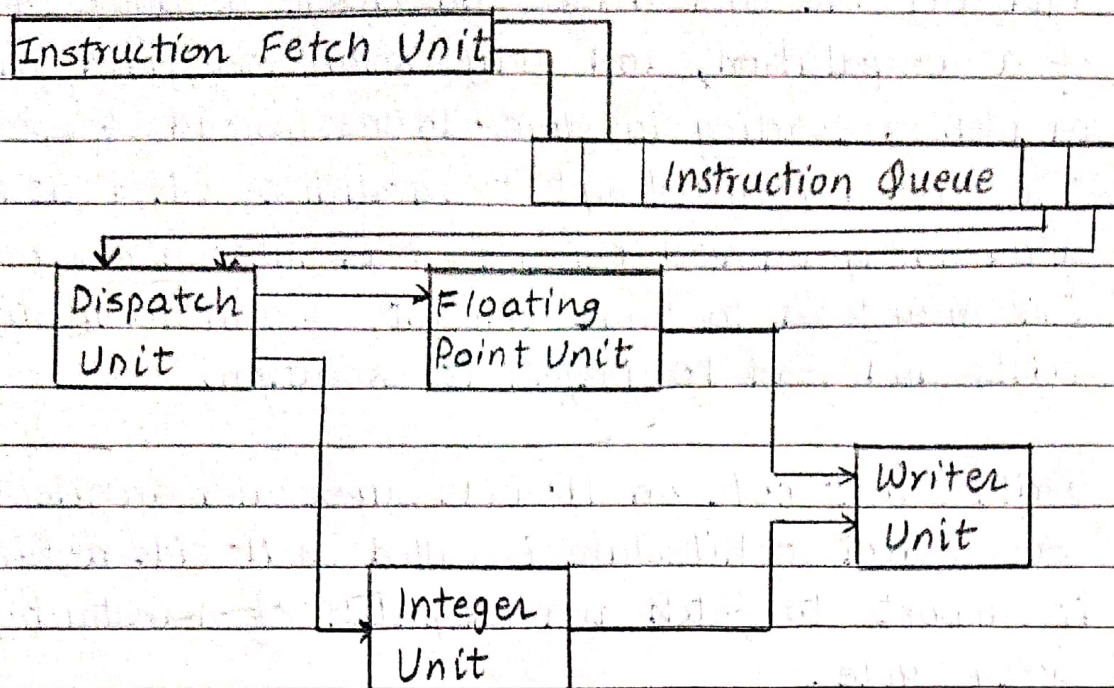 Instruction Fetch Unit
Instruction Queue
Dispatch
Unit
Floating
Point Unit
Writer
Unit
Integer
Unit